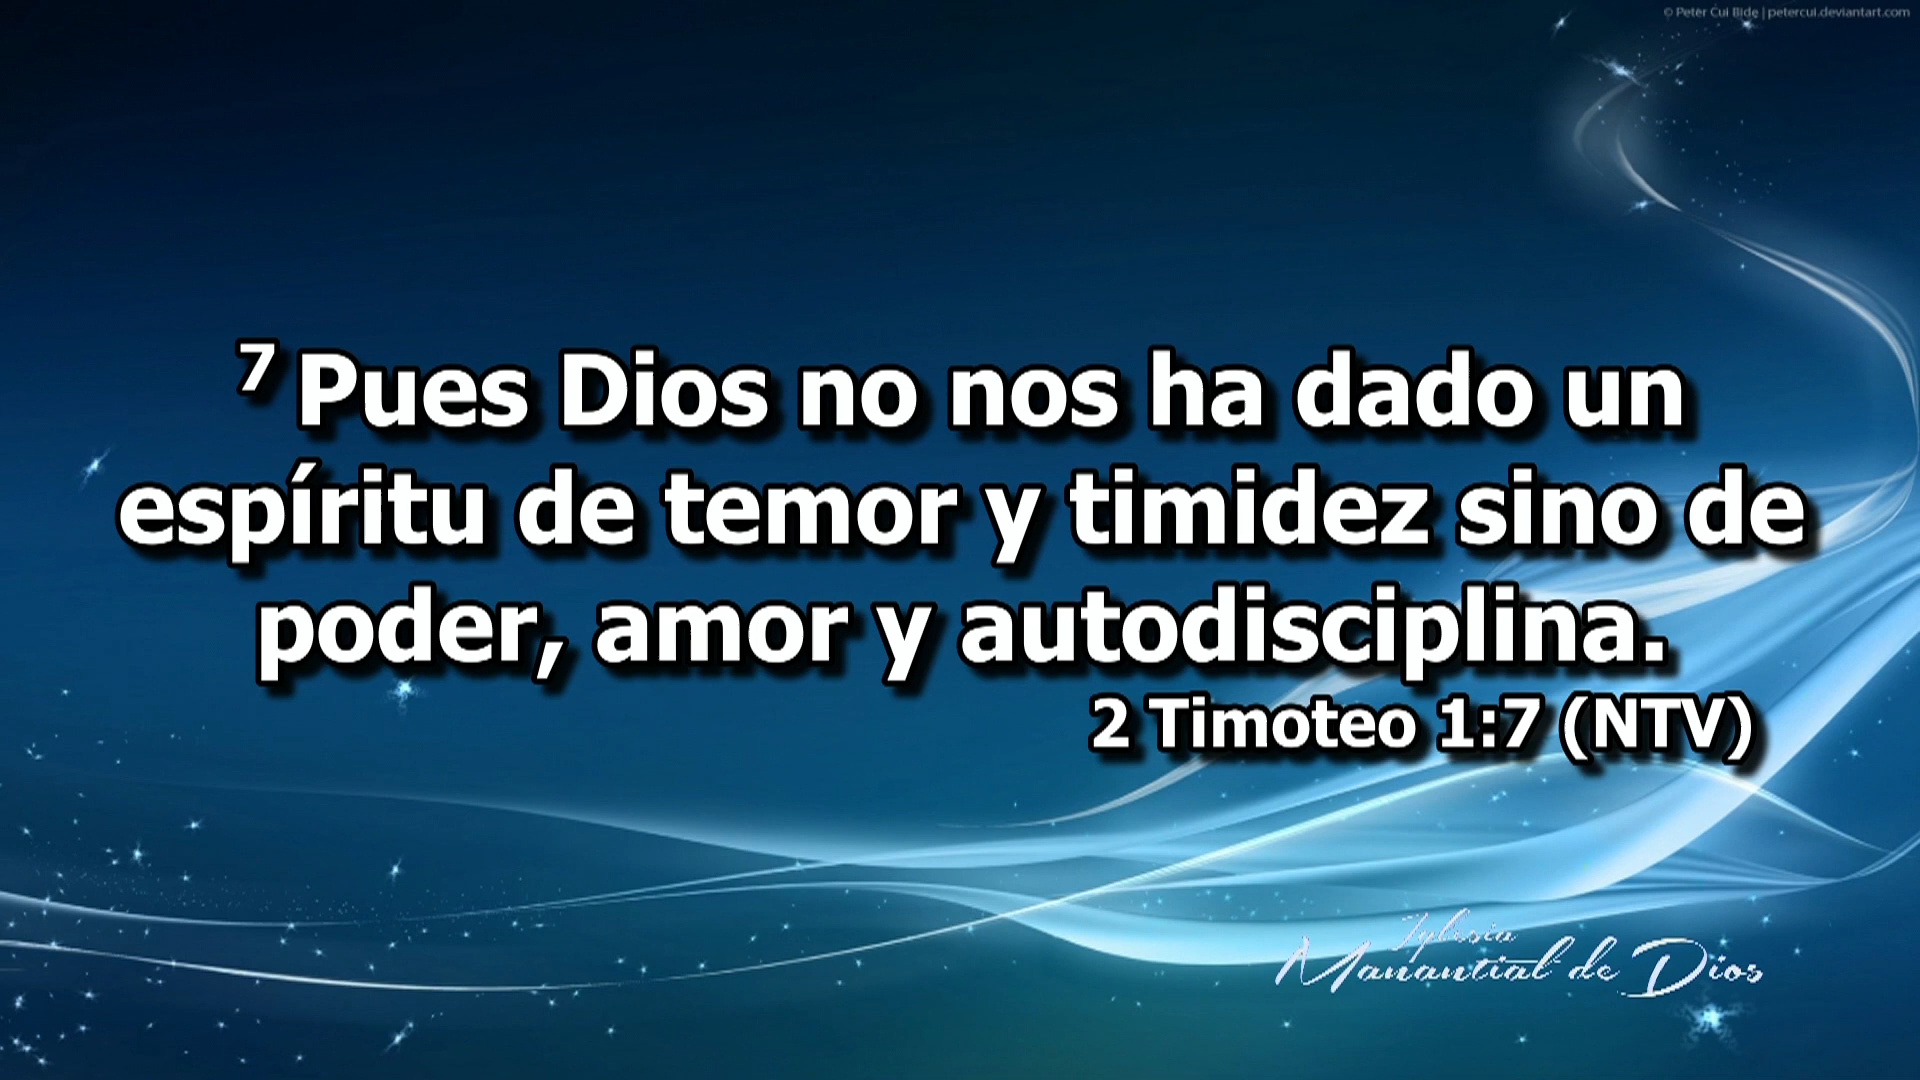 © Peter Cui Bide | petercui.deviantart.com
7 Pues Dios no nos ha dado un
espíritu de temor y timidez sino de
poder, amor y autodisciplina.
2 Timoteo 1:7 (NTV)
Iglesia
Manantial de Dios